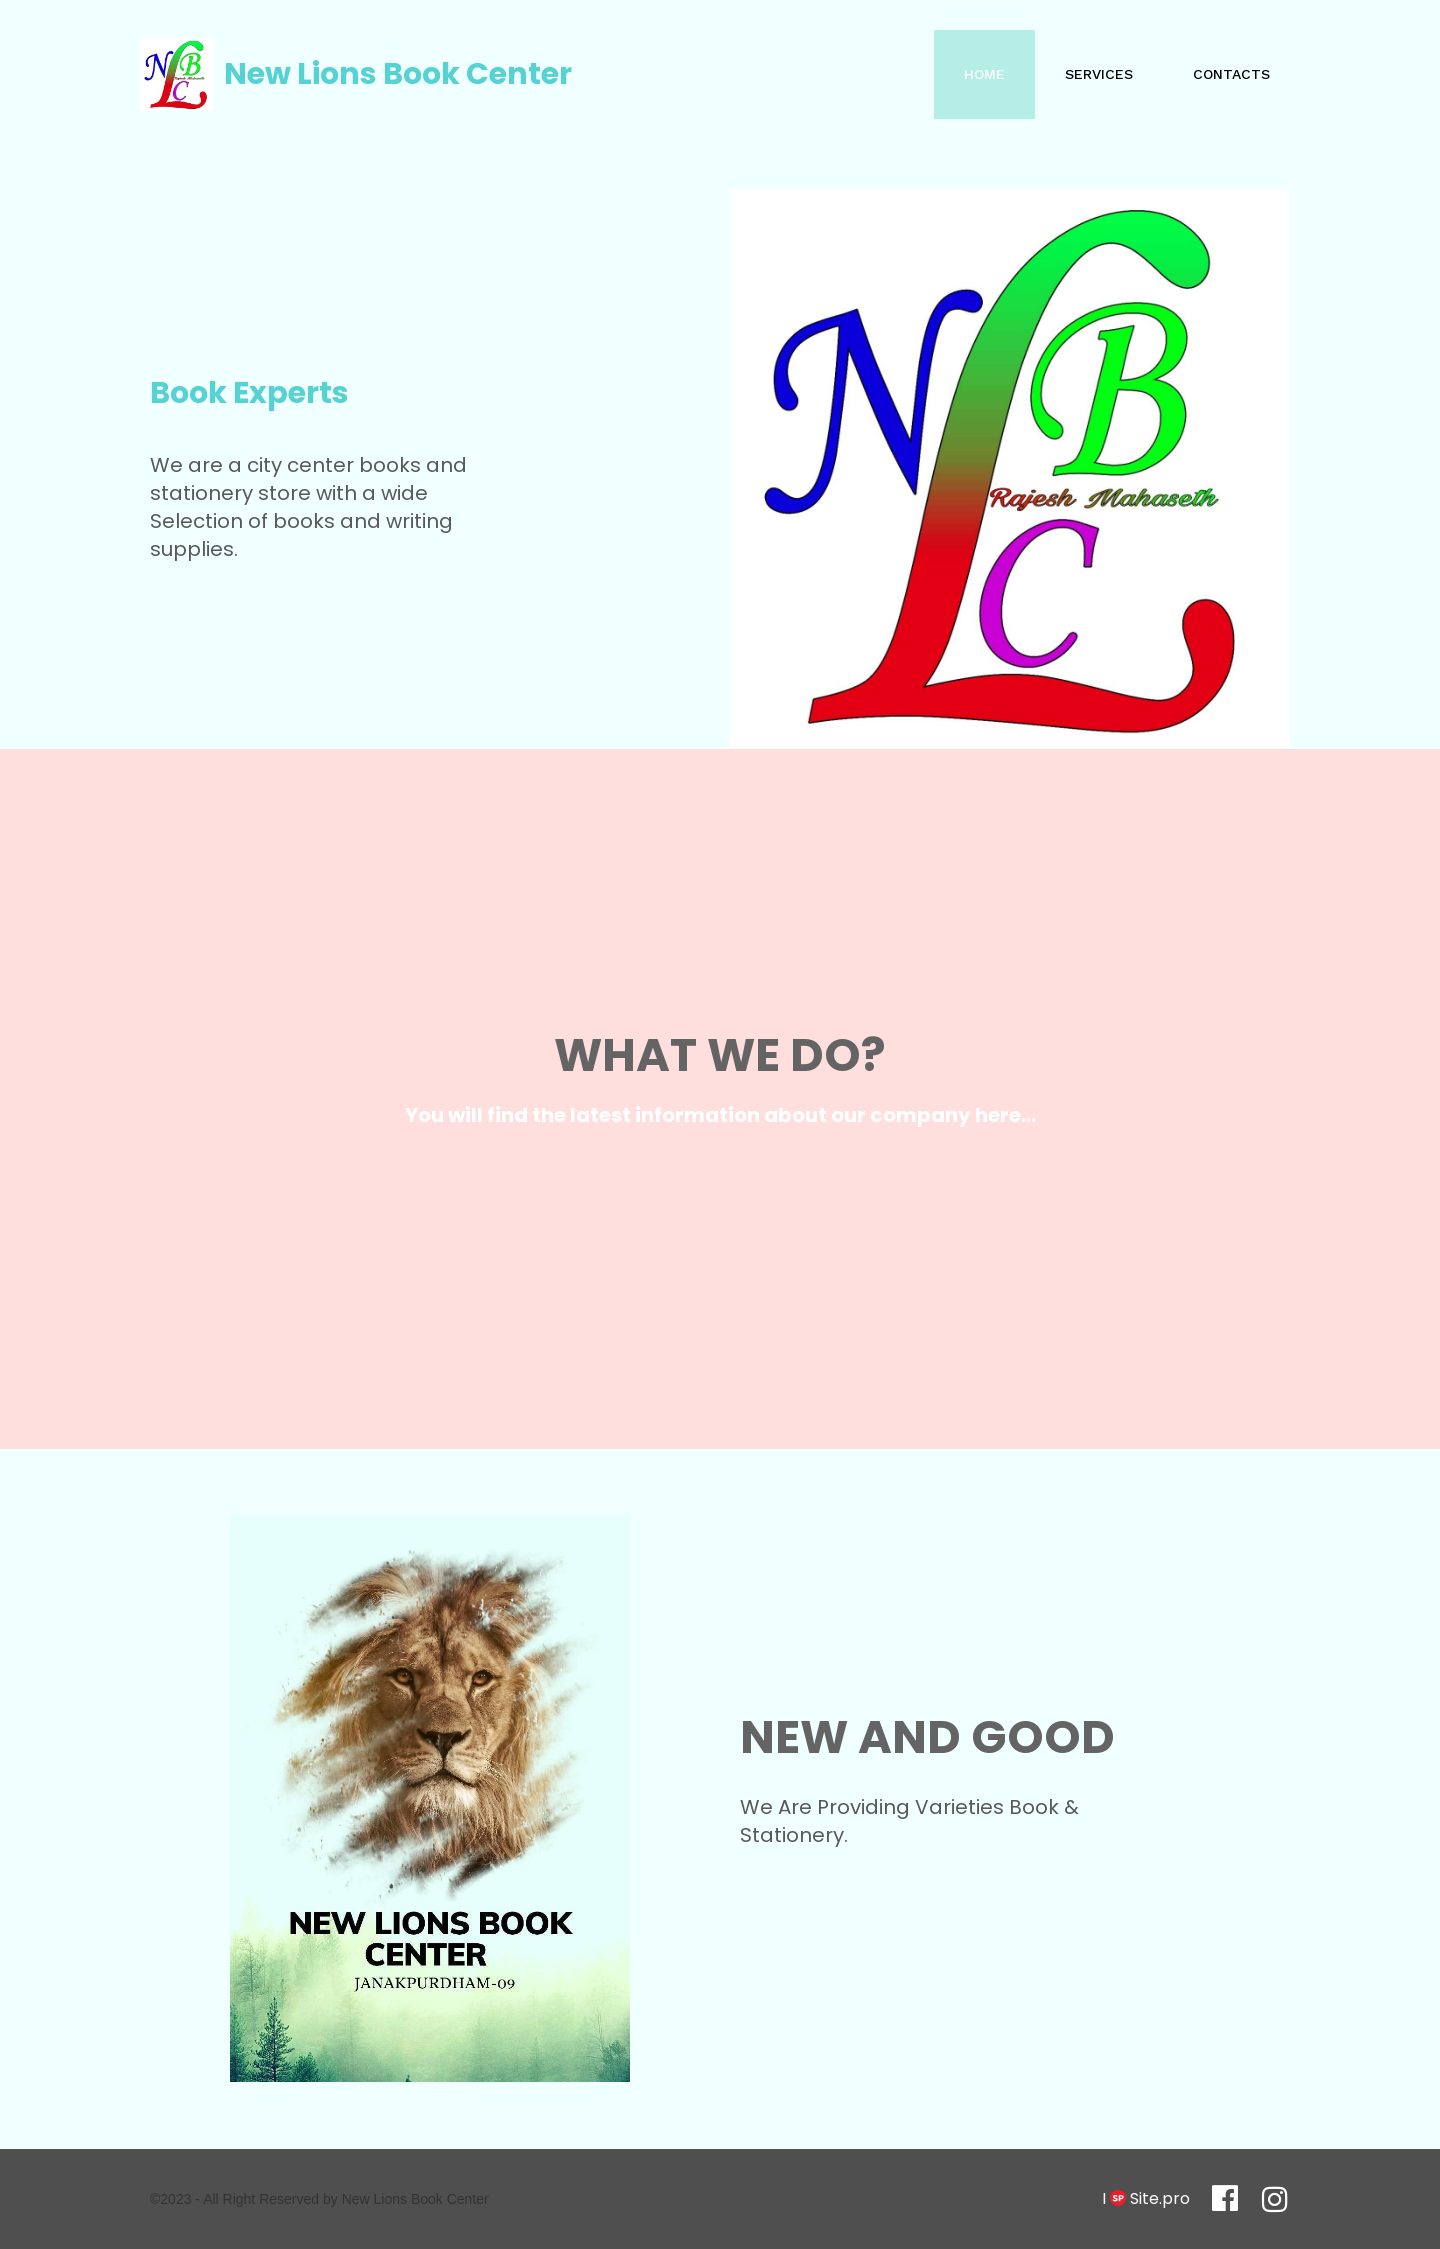 N L B
Rajesh Mahaseth
C
New Lions Book Center
HOME
SERVICES
CONTACTS
Book Experts
We are a city center books and
stationery store with a wide
Selection of books and writing
supplies.
N L B
Rajesh Mahaseth
C
WHAT WE DO?
You will find the latest information about our company here...
NEW LIONS BOOK
CENTER
JANAKPURDHAM-09
NEW AND GOOD
We Are Providing Varieties Book &
Stationery.
©2023 - All Right Reserved by New Lions Book Center
I SP Site.pro